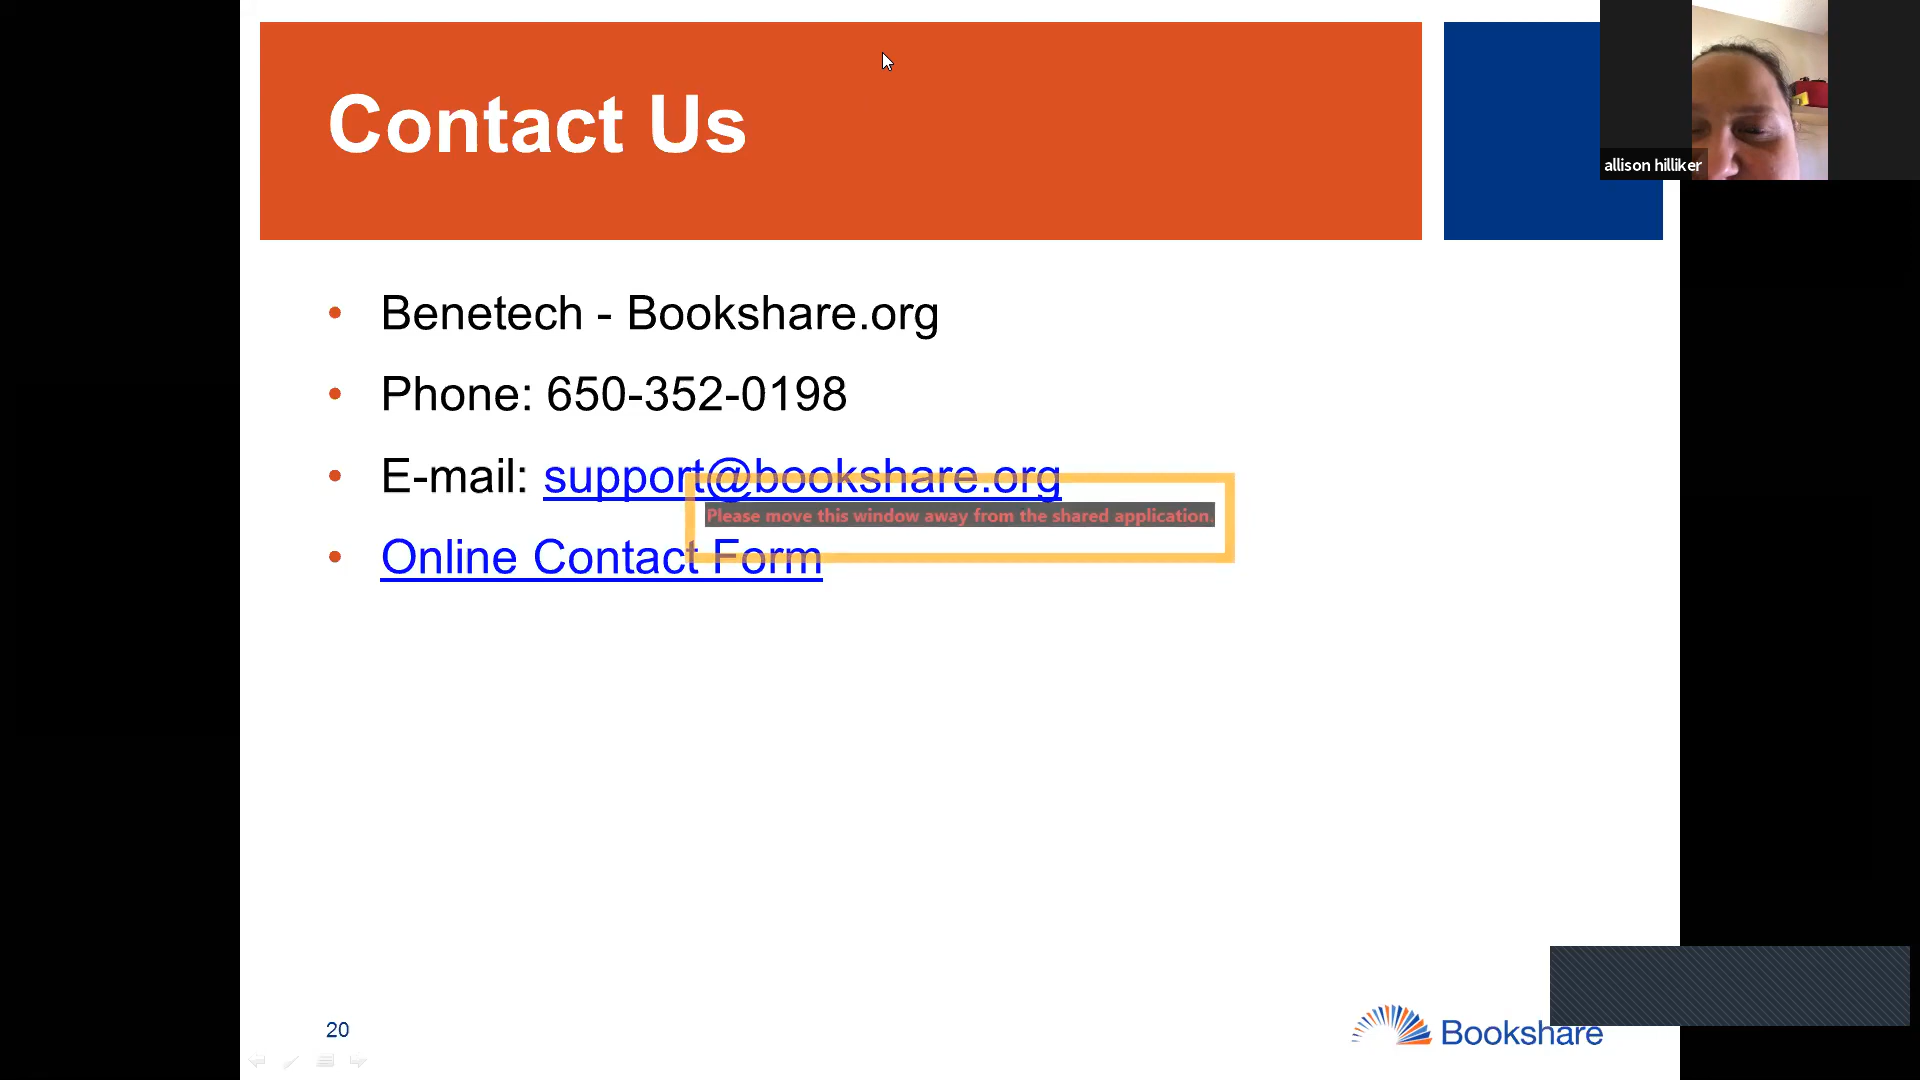 Contact Us
allison hilliker
• Benetech - Bookshare.org
• Phone: 650-352-0198
• E-mail: support@bookshare.org
Please move this window away from the shared application.
• Online Contact Form
20
Bookshare